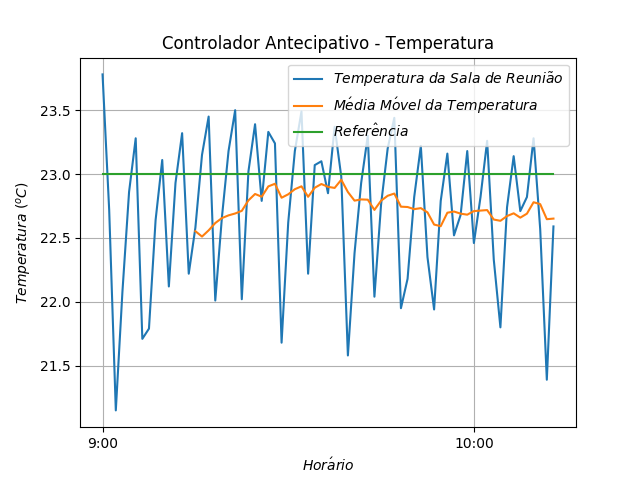 Controlador Antecipativo - Temperatura
Temperatura da Sala de Reunião
Média Móvel da Temperatura
Referência
Temperatura (ºC)
23.5
23.0
22.5
22.0
21.5
9:00
10:00
Horário